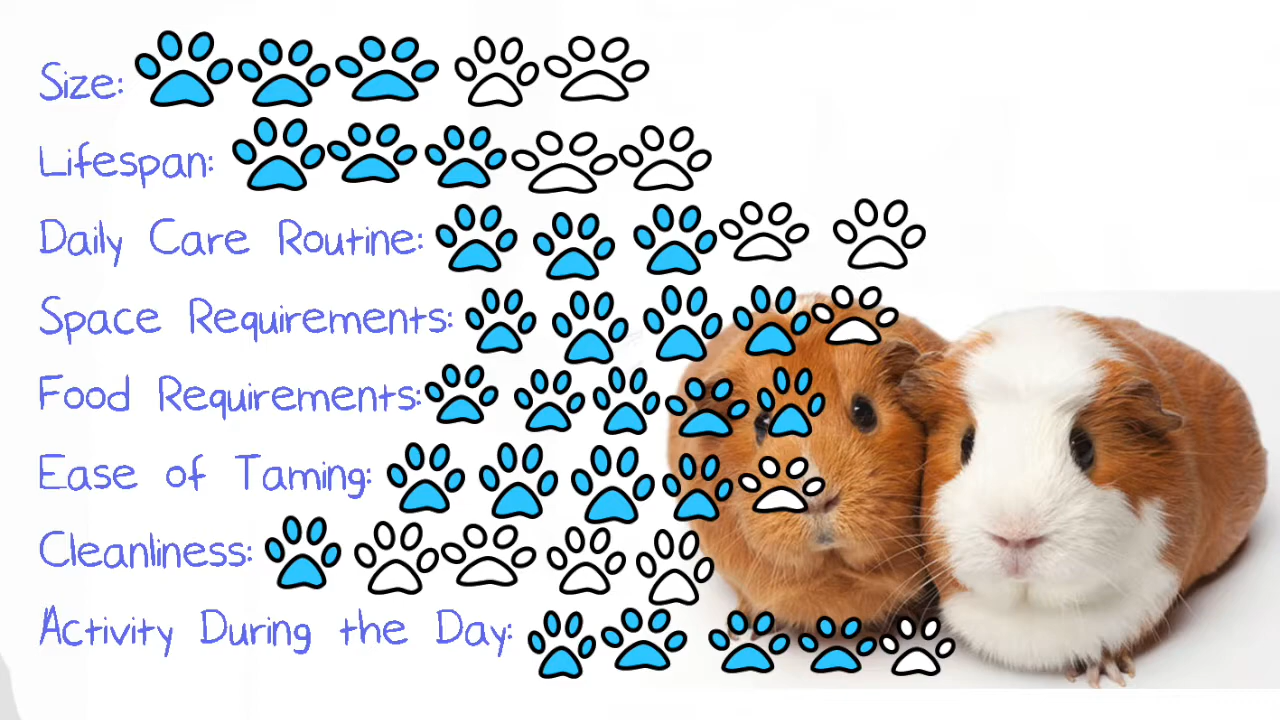 Size:
Lifespan:
Daily Care Routine:
Space Requirements:
Food Requirements:
Ease of Taming:
Cleanliness:
Activity During the Day: